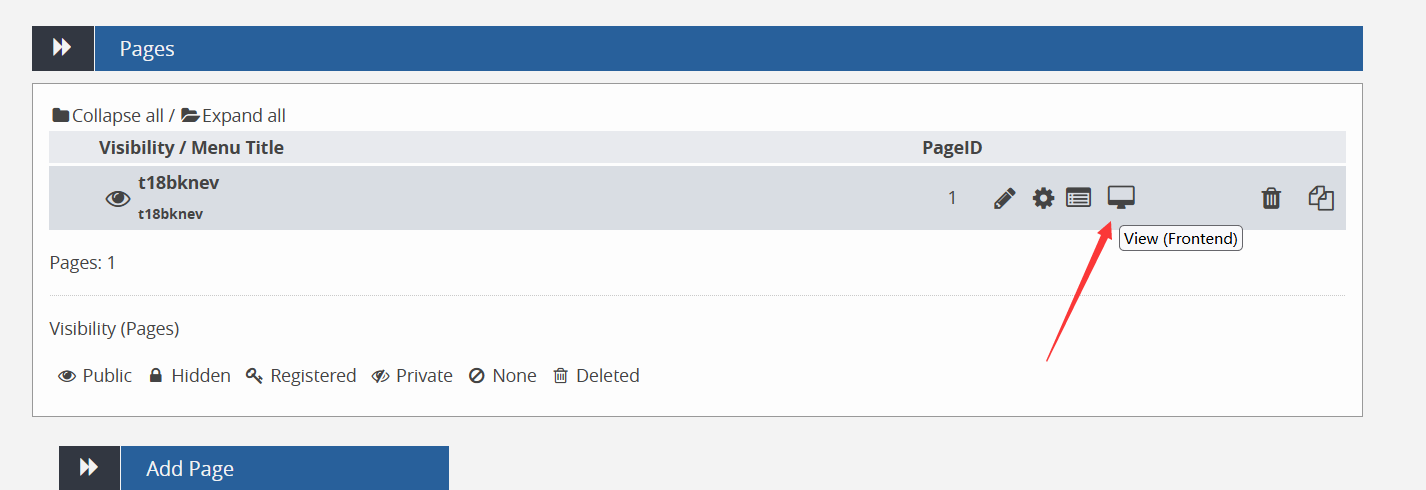 Pages
Collapse all / Expand all
Visibility / Menu Title PageID
t18bknev
1
t18bknev
View (Frontend)
Pages: 1
Visibility (Pages)
Public Hidden Registered Private None Deleted
Add Page